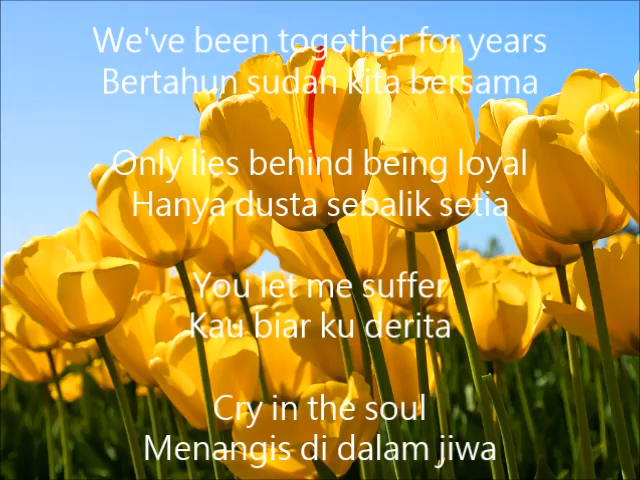 We've been together for years
Bertahun sudah kita bersama
Only lies behind being loyal
Hanya dusta sebalik setia
You let me suffer
Kau biar ku derita
Cry in the soul
Menangis di dalam jiwa